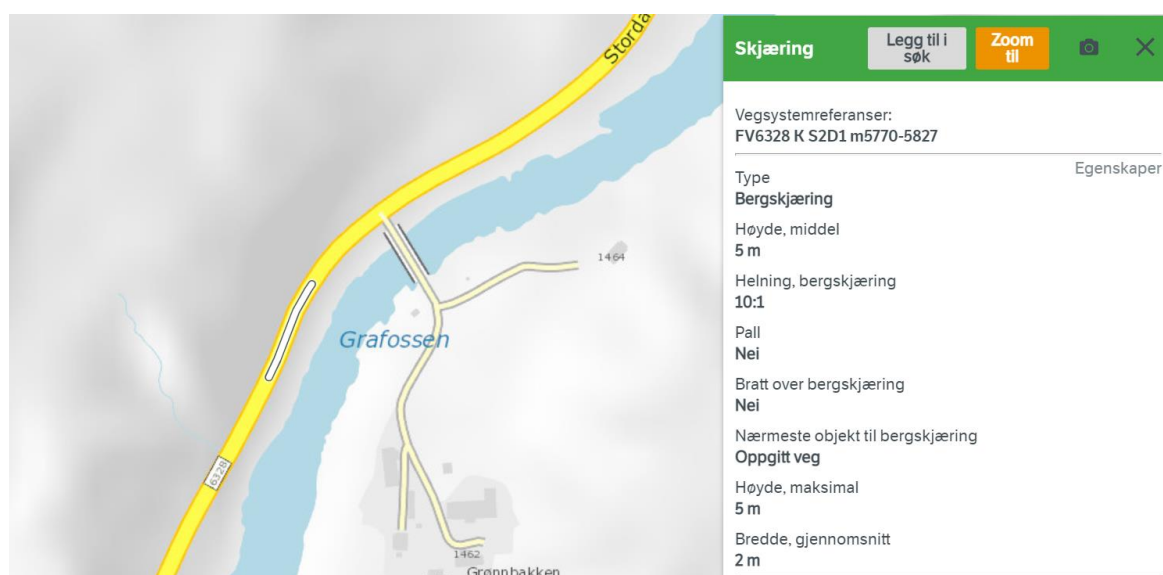 Storda
1464
Grafossen
6328
1462
Grønnbakken
Skjæring
Legg til i
søk
Zoom
til
Vegsystemreferanser:
FV6328 K S2D1 m5770-5827
Egenskaper
Type
Bergskjæring
Høyde, middel
5 m
Helning, bergskjæring
10:1
Pall
Nei
Bratt over bergskjæring
Nei
Nærmeste objekt til bergskjæring
Oppgitt veg
Høyde, maksimal
5 m
Bredde, gjennomsnitt
2 m